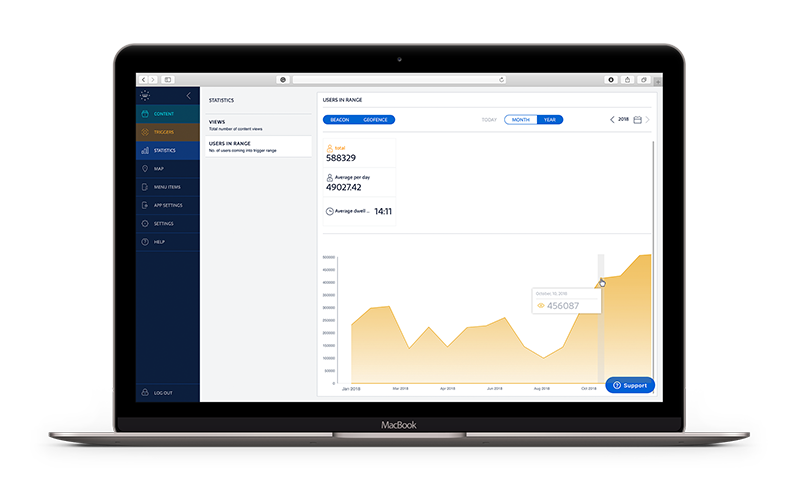 CONTENT
TRIGGERS
STATISTICS
MAP
MENU ITEMS
APP SETTINGS
SETTINGS
HELP
LOG OUT
STATISTICS
VIEWS
Total number of content views
USERS IN RANGE
No. of users coming into trigger range
USERS IN RANGE
BEACON GEOFENCE
TODAY MONTH YEAR
2018
Total
588329
Average per day
49027.42
Average dwell ... 14:11
500000
450000
400000
350000
300000
250000
200000
150000
100000
50000
0
October, 10, 2018
456087
Jan 2018 Mar 2018 Apr 2018 Jun 2018 Aug 2018 Oct 2018
Support
MacBook